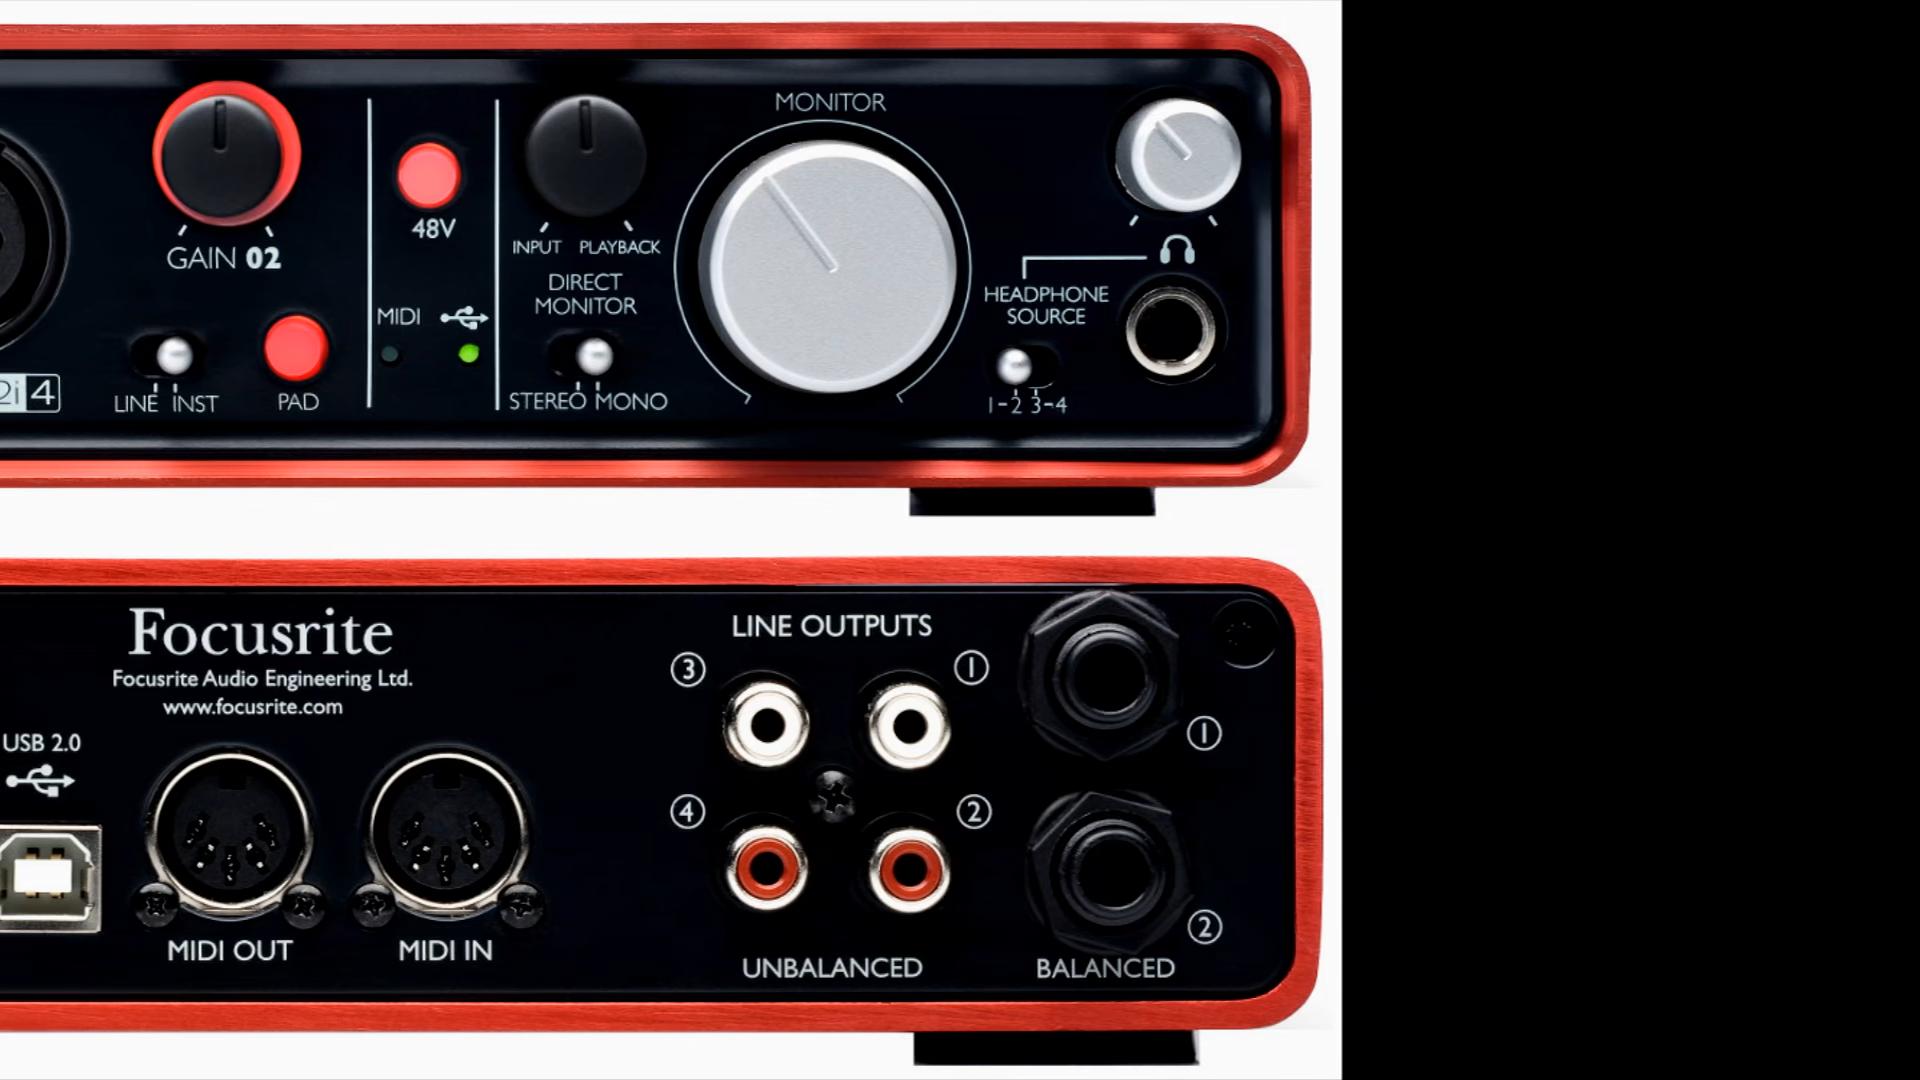 MONITOR
48V
INPUT PLAYBACK
GAIN 02
DIRECT
MONITOR
HEADPHONE
SOURCE
MIDI
2i4
LINE INST
PAD
STEREO MONO
1-2 3-4
Focusrite
Focusrite Audio Engineering Ltd.
www.focusrite.com
LINE OUTPUTS
3
1
1
USB 2.0
4
2
2
MIDI OUT
MIDI IN
UNBALANCED
BALANCED